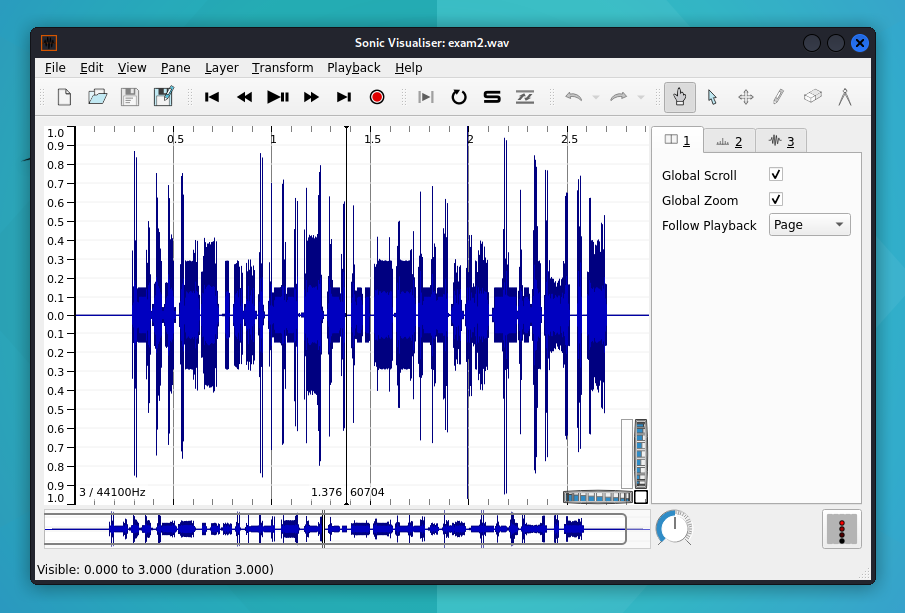 Sonic Visualiser: exam2.wav
File Edit View Pane Layer Transform Playback Help
1.0
0.5 1 1.5 2 2.5
0.9
0.8
0.7
0.6
0.5
0.4
0.3
0.2
0.1
0.0
0.1
0.2
0.3
0.4
0.5
0.6
0.7
0.8
0.9
1.0
3 / 44100Hz 1.376 60704
1 2 3
Global Scroll
Global Zoom
Follow Playback Page
Visible: 0.000 to 3.000 (duration 3.000)